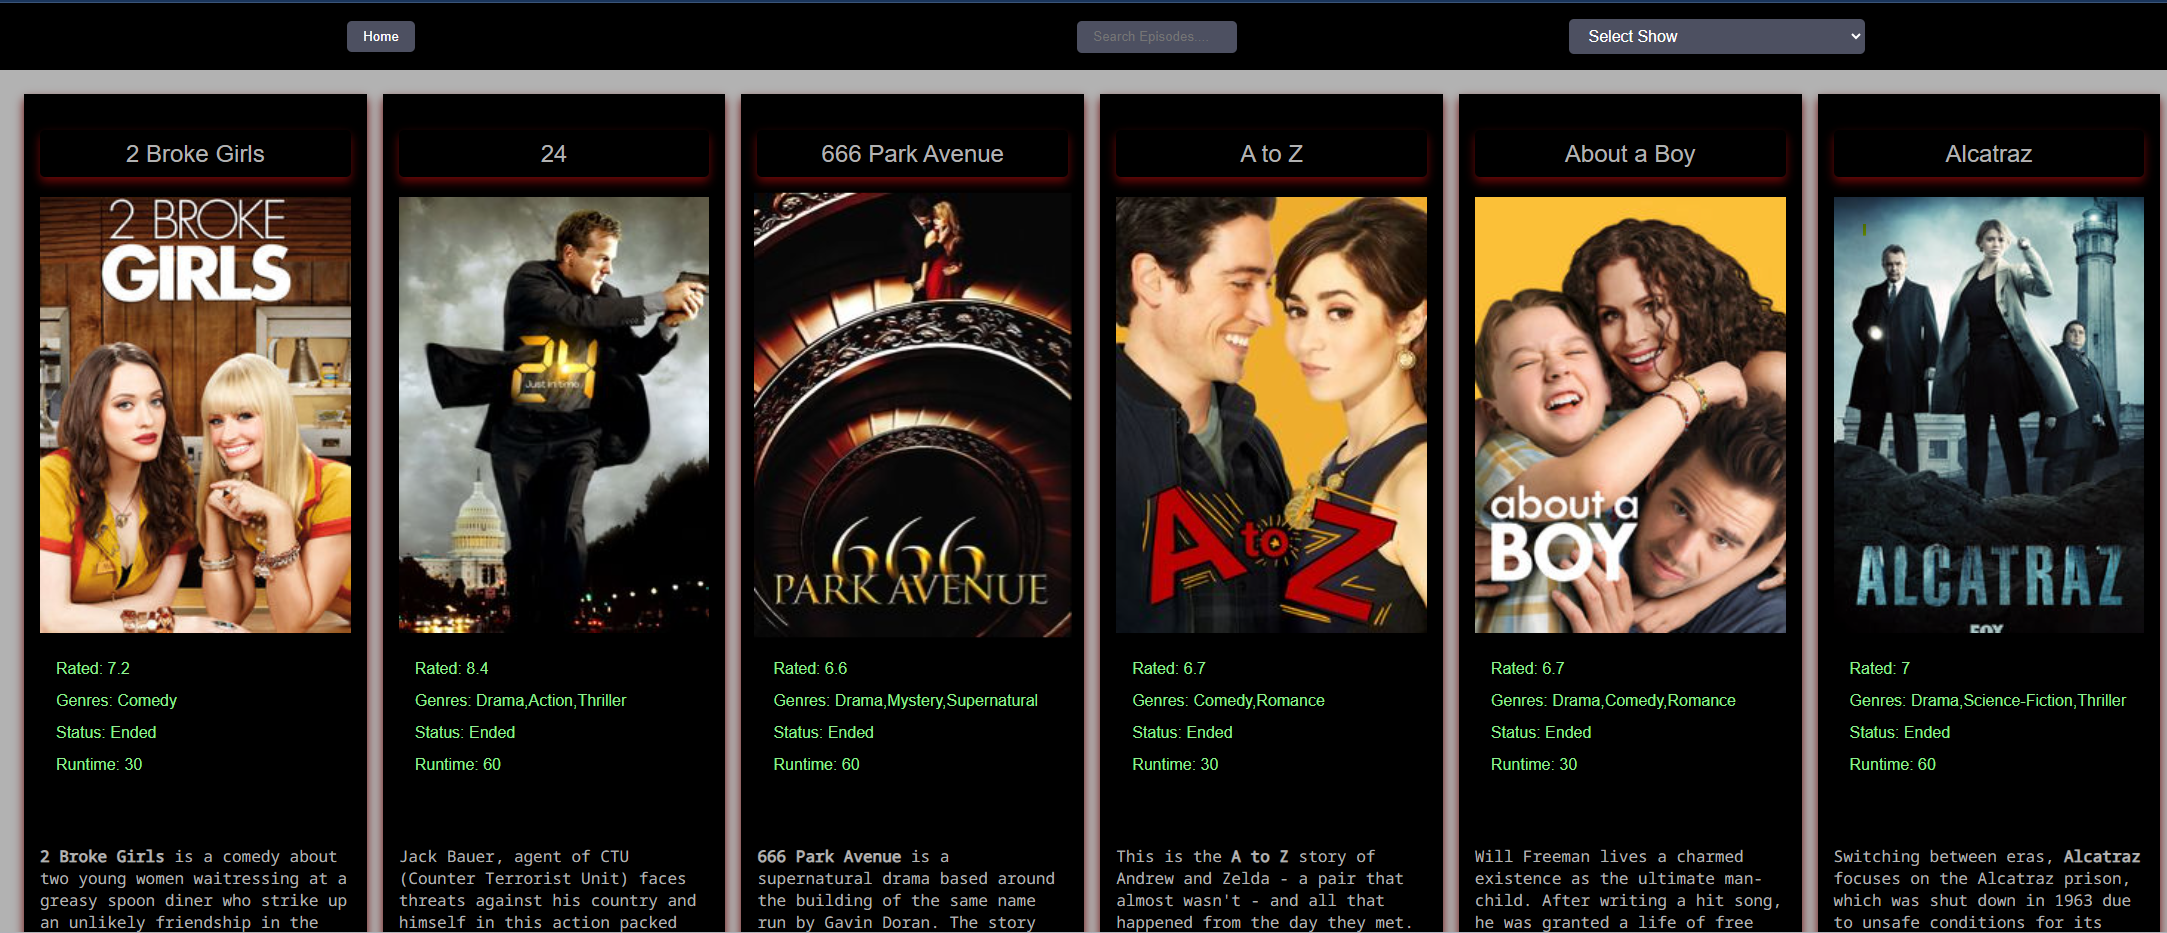 Home
Search Episodes....
Select Show
2 Broke Girls
24
666 Park Avenue
A to Z
About a Boy
Alcatraz
2 BROKE
GIRLS
24
Just in time
666
PARK AVENUE
A to Z
about a
BOY
ALCATRAZ
FOX
Rated: 7.2
Genres: Comedy
Status: Ended
Runtime: 30
Rated: 8.4
Genres: Drama,Action,Thriller
Status: Ended
Runtime: 60
Rated: 6.6
Genres: Drama,Mystery,Supernatural
Status: Ended
Runtime: 60
Rated: 6.7
Genres: Comedy,Romance
Status: Ended
Runtime: 30
Rated: 6.7
Genres: Drama,Comedy,Romance
Status: Ended
Runtime: 30
Rated: 7
Genres: Drama,Science-Fiction,Thriller
Status: Ended
Runtime: 60
2 Broke Girls is a comedy about
two young women waitressing at a
greasy spoon diner who strike up
an unlikely friendship in the
Jack Bauer, agent of CTU
(Counter Terrorist Unit) faces
threats against his country and
himself in this action packed
666 Park Avenue is a
supernatural drama based around
the building of the same name
run by Gavin Doran. The story
This is the A to Z story of
Andrew and Zelda - a pair that
almost wasn't - and all that
happened from the day they met.
Will Freeman lives a charmed
existence as the ultimate man-
child. After writing a hit song,
he was granted a life of free
Switching between eras, Alcatraz
focuses on the Alcatraz prison,
which was shut down in 1963 due
to unsafe conditions for its